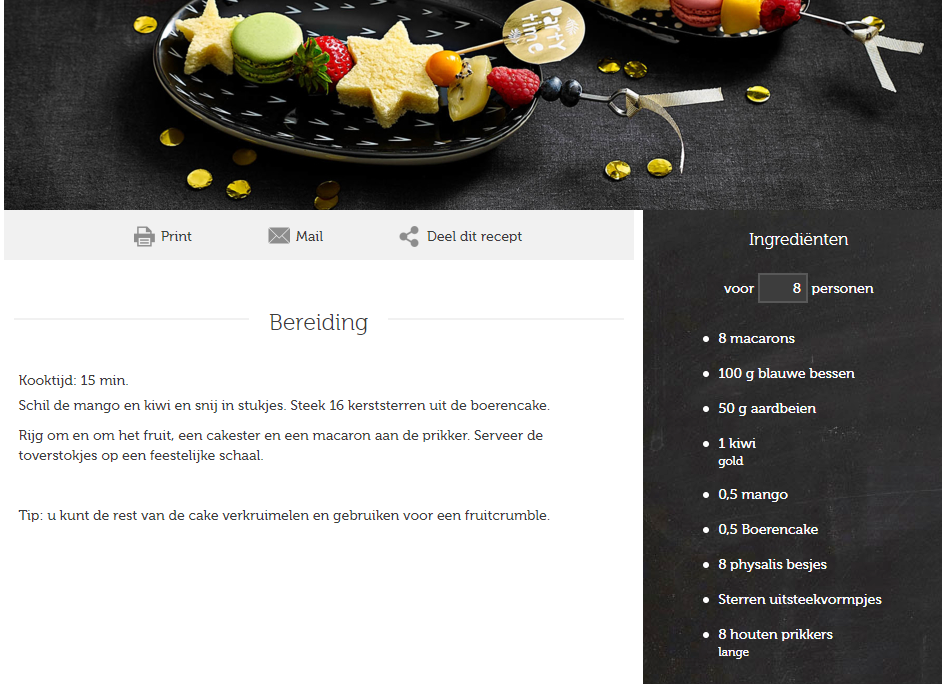 party
time
Print
Mail
Deel dit recept
Bereiding
Kooktijd: 15 min.
Schil de mango en kiwi en snij in stukjes. Steek 16 kerststerren uit de boerencake.
Rijg om en om het fruit, een cakester en een macaron aan de prikker. Serveer de
toverstokjes op een feestelijke schaal.
Tip: u kunt de rest van de cake verkruimelen en gebruiken voor een fruitcrumble.
Ingrediënten
voor 8 personen
8 macarons
100 g blauwe bessen
50 g aardbeien
1 kiwi
gold
0,5 mango
0,5 Boerencake
8 physalis besjes
Sterren uitsteekvormpjes
8 houten prikkers
lange